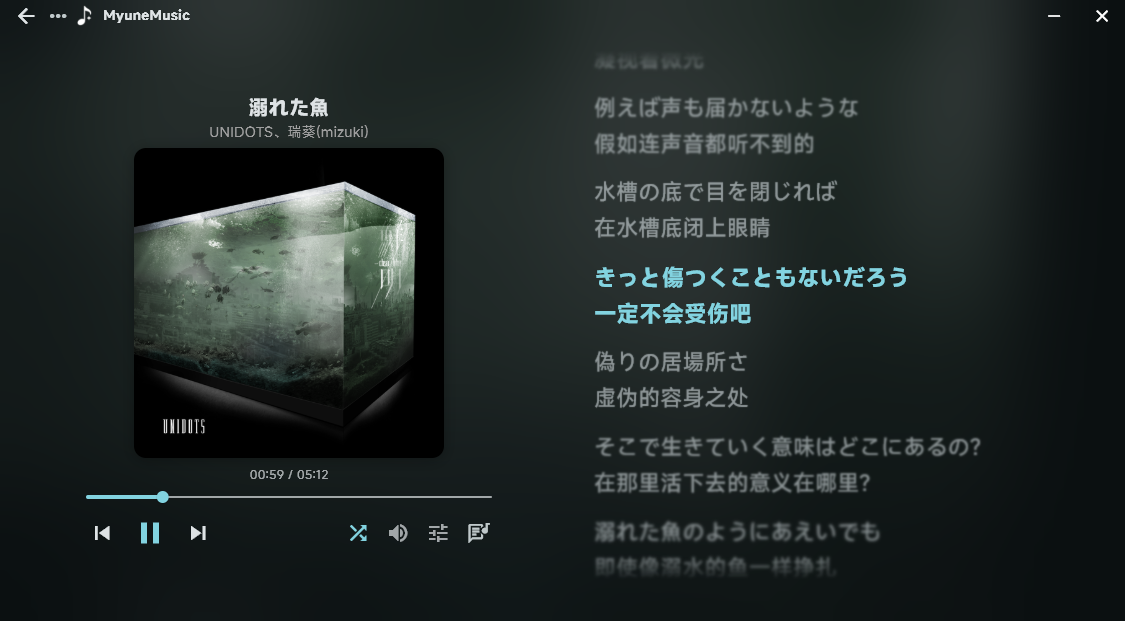 MyuneMusic
溺れた魚
UNIDOTS、瑞葵(mizuki)
UNIDOTS
00:59 / 05:12
凝视着微光
例えば声も届かないような
假如连声音都听不到的
水槽の底で目を閉じれば
在水槽底闭上眼睛
きっと傷つくこともないだろう
一定不会受伤吧
偽りの居場所さ
虚伪的容身之处
そこで生きていく意味はどこにあるの?
在那里活下去的意义在哪里?
溺れた魚のようにあえいでも
即使像溺水的鱼一样挣扎